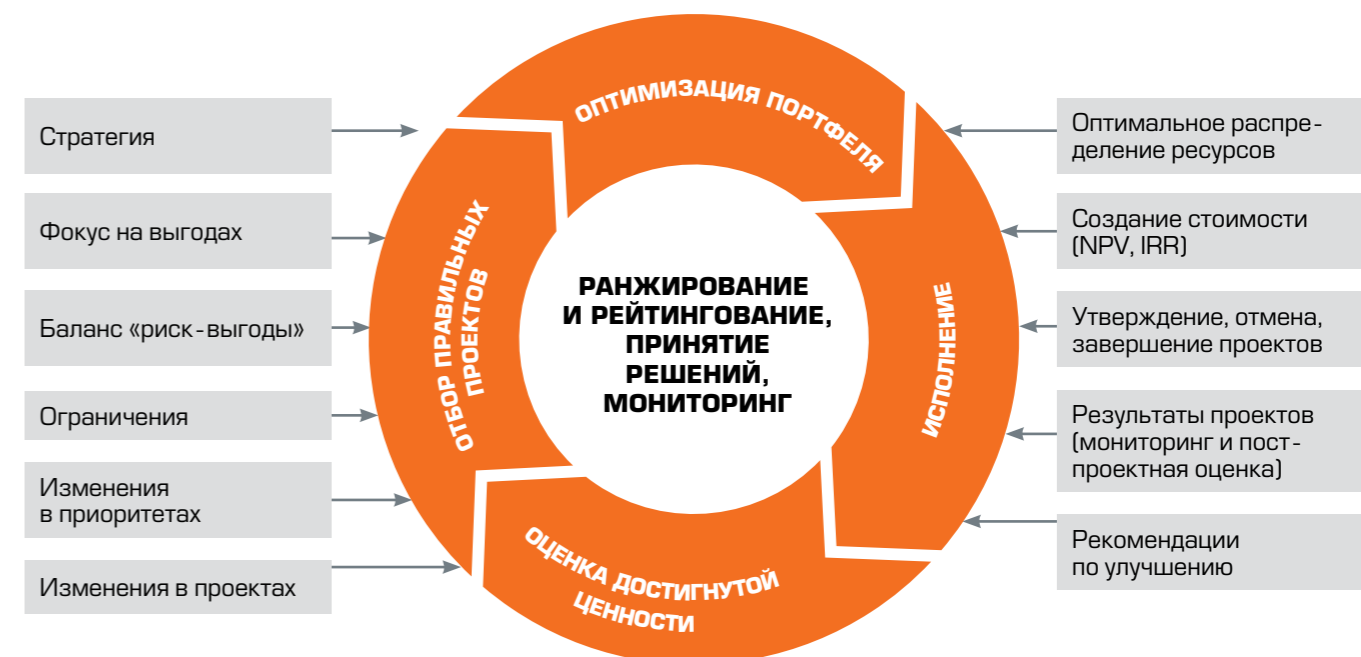 Стратегия
Фокус на выгодах
Баланс «риск-выгоды»
Ограничения
Изменения
в приоритетах
Изменения в проектах
ОПТИМИЗАЦИЯ ПОРТФЕЛЯ
ОТБОР ПРАВИЛЬНЫХ
ПРОЕКТОВ
РАНЖИРОВАНИЕ
И РЕЙТИНГОВАНИЕ,
ПРИНЯТИЕ
РЕШЕНИЙ,
МОНИТОРИНГ
ИСПОЛНЕНИЕ
ОЦЕНКА ДОСТИГНУТОЙ
ЦЕННОСТИ
Оптимальное распре-
деление ресурсов
Создание стоимости
(NPV, IRR)
Утверждение, отмена,
завершение проектов
Результаты проектов
(мониторинг и пост-
проектная оценка)
Рекомендации
по улучшению